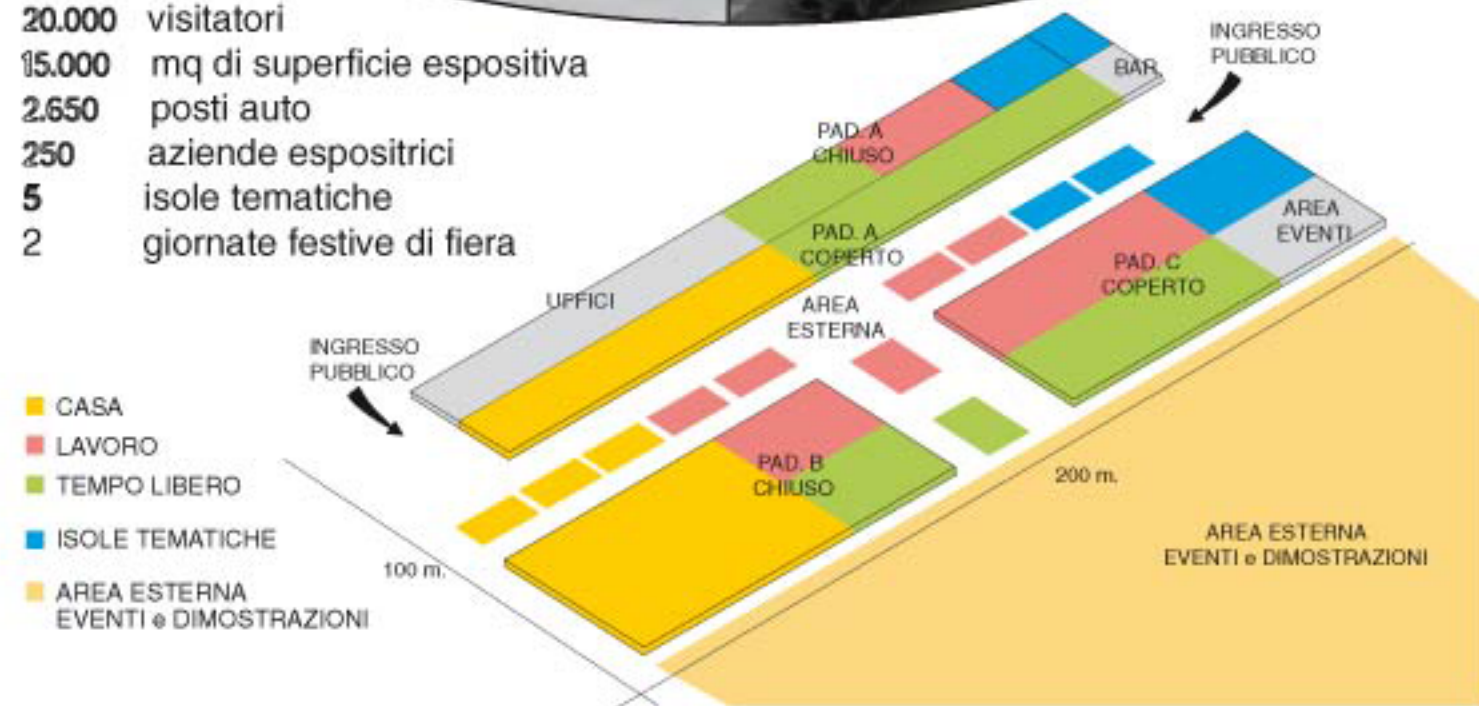 20.000 visitatori
15.000 mq di superficie espositiva
2.650 posti auto
250 aziende espositrici
5 isole tematiche
2 giornate festive di fiera
INGRESSO
PUBBLICO
BAR
PAD. A
CHIUSO
PAD. A
COPERTO
AREA
EVENTI
PAD. C
COPERTO
UFFICI
AREA
ESTERNA
INGRESSO
PUBBLICO
CASA
LAVORO
TEMPO LIBERO
ISOLE TEMATICHE
AREA ESTERNA
EVENTI e DIMOSTRAZIONI
PAD. B
CHIUSO
100 m.
200 m.
AREA ESTERNA
EVENTI e DIMOSTRAZIONI